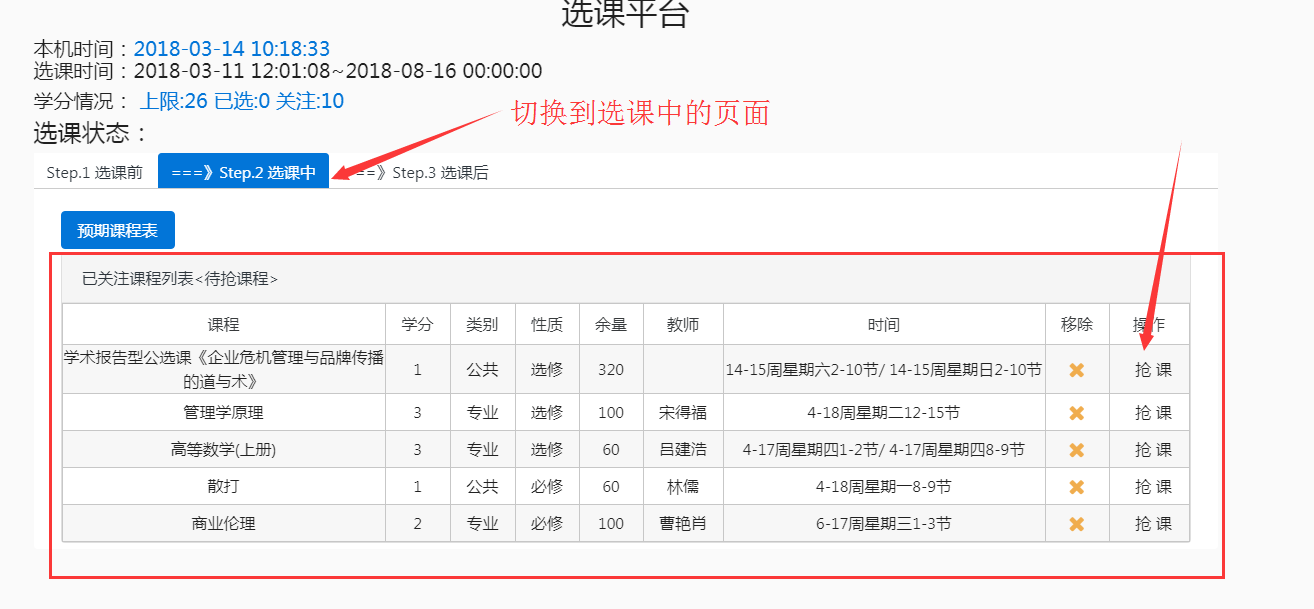 选课平台
本机时间：2018-03-14 10:18:33
选课时间：2018-03-11 12:01:08~2018-08-16 00:00:00
学分情况： 上限:26 已选:0 关注:10
切换到选课中的页面
选课状态：
Step.1 选课前 ===》Step.2 选课中 ==》Step.3 选课后
预期课程表
已关注课程列表<待抢课程>
课程 学分 类别 性质 余量 教师 时间 移除 操作
学术报告型公选课《企业危机管理与品牌传播
的道与术》 1 公共 选修 320 14-15周星期六2-10节/ 14-15周星期日2-10节 抢 课
管理学原理 3 专业 选修 100 宋得福 4-18周星期二12-15节 抢 课
高等数学(上册) 3 专业 选修 60 吕建浩 4-17周星期四1-2节/ 4-17周星期四8-9节 抢 课
散打 1 公共 必修 60 林儒 4-18周星期一8-9节 抢 课
商业伦理 2 专业 必修 100 曹艳肖 6-17周星期三1-3节 抢 课